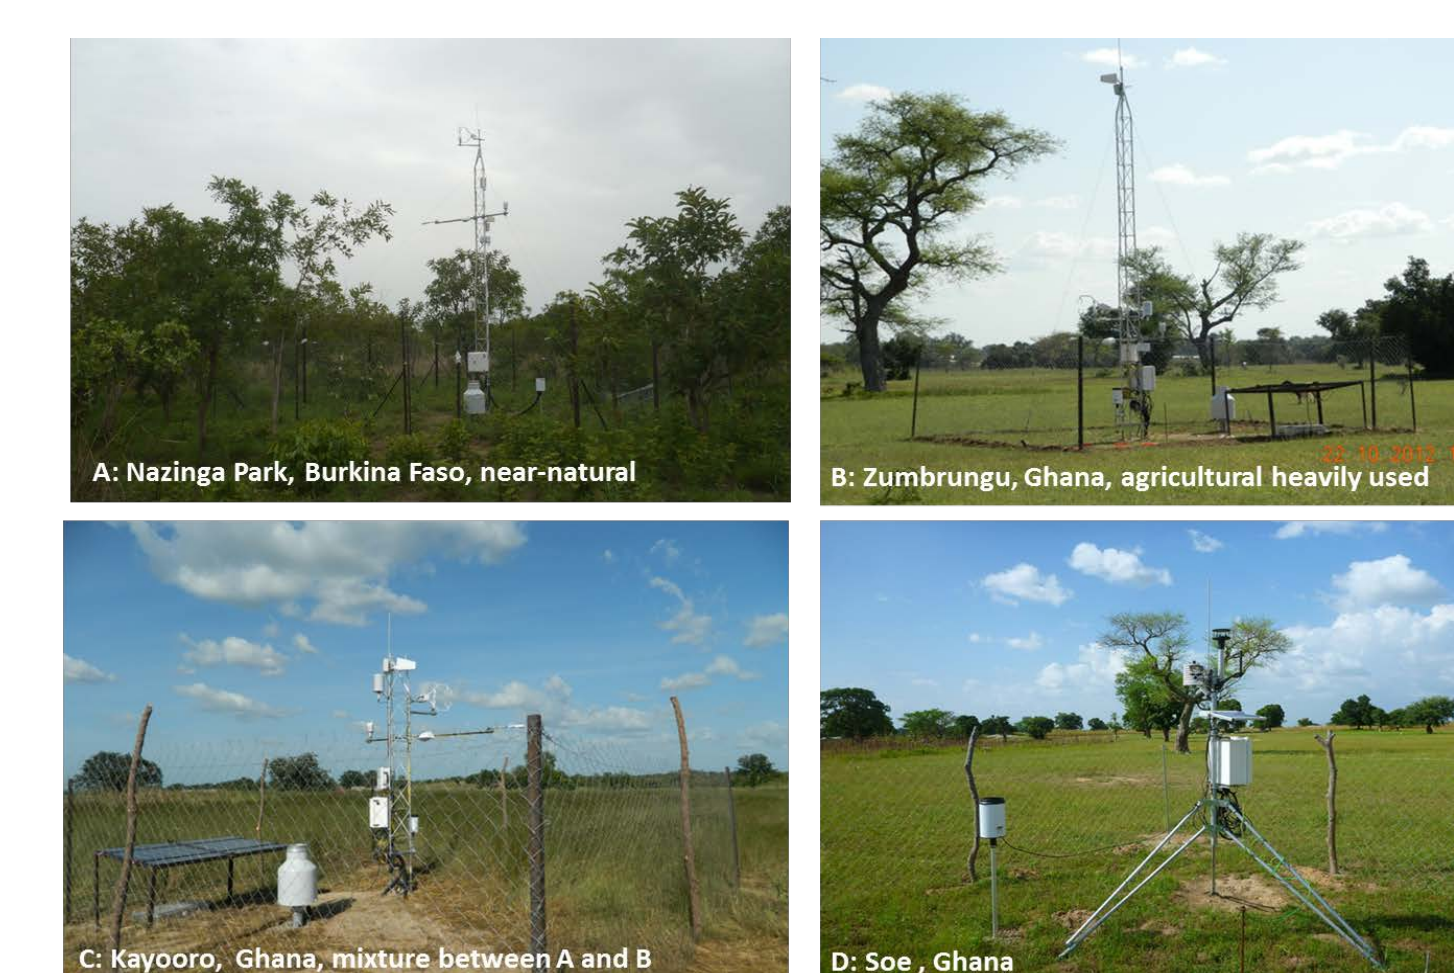 A: Nazinga Park, Burkina Faso, near-natural
22 10 2012
B: Zumbrungu, Ghana, agricultural heavily used
C: Kayooro, Ghana, mixture between A and B
D: Soe , Ghana